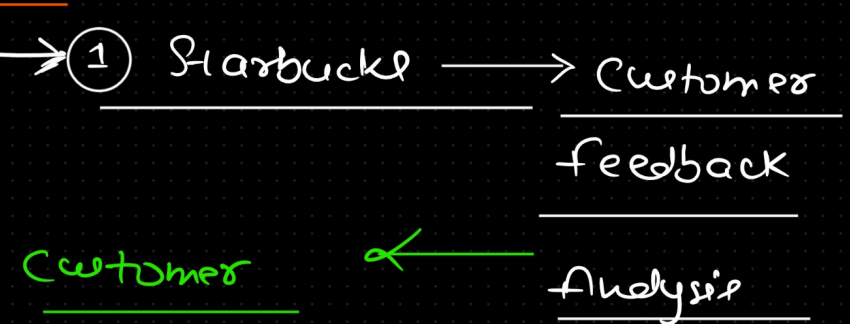 1 Starbucks → Customer
feedback
Customer ← Analysis